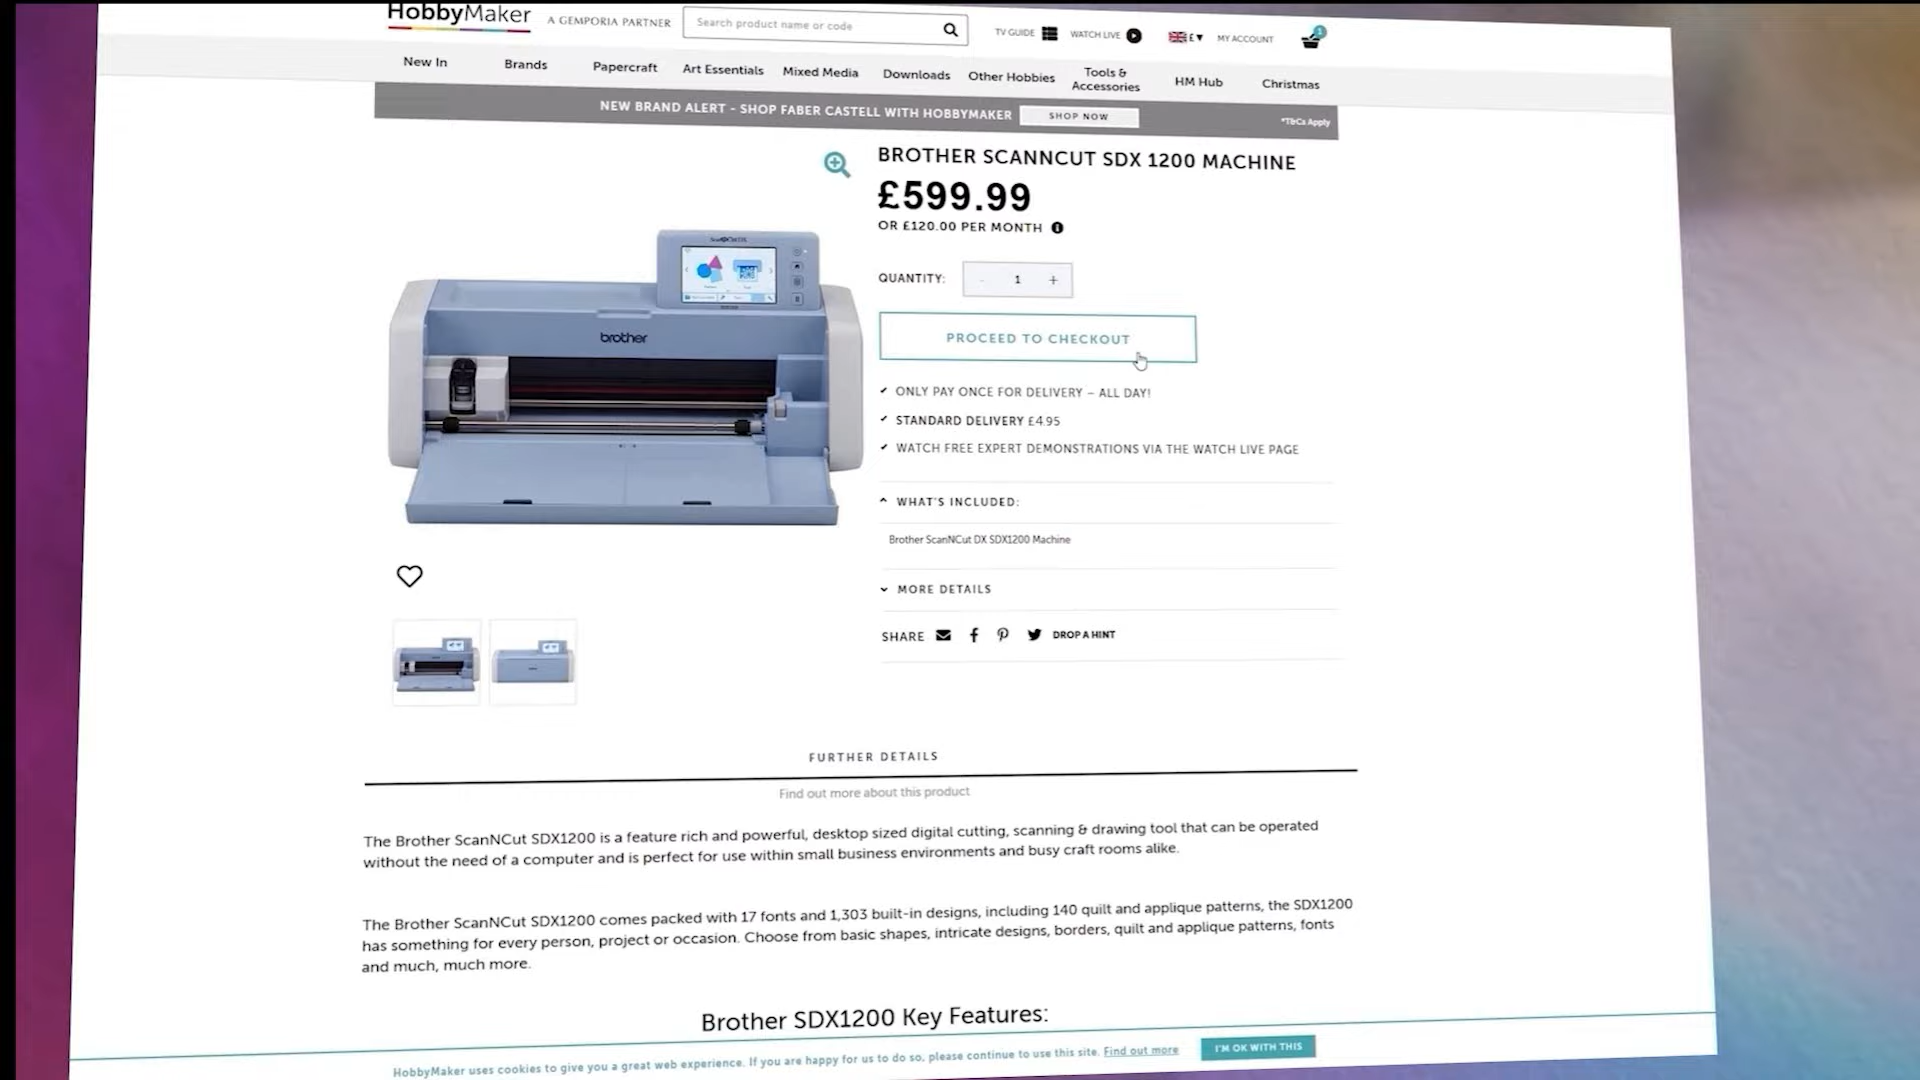 HobbyMaker
A GEMPORIA PARTNER
Search product name or code
TV GUIDE
WATCH LIVE
£
MY ACCOUNT
1
New In
Brands
Papercraft
Art Essentials
Mixed Media
Downloads
Other Hobbies
Tools &
Accessories
HM Hub
Christmas
NEW BRAND ALERT - SHOP FABER CASTELL WITH HOBBYMAKER
SHOP NOW
*T&Cs Apply
BROTHER SCANNCUT SDX 1200 MACHINE
£599.99
OR £120.00 PER MONTH
QUANTITY:
- 1 +
PROCEED TO CHECKOUT
brother
ONLY PAY ONCE FOR DELIVERY – ALL DAY!
STANDARD DELIVERY £4.95
WATCH FREE EXPERT DEMONSTRATIONS VIA THE WATCH LIVE PAGE
WHAT'S INCLUDED:
Brother ScanNCut DX SDX1200 Machine
MORE DETAILS
SHARE
DROP A HINT
FURTHER DETAILS
Find out more about this product
The Brother ScanNCut SDX1200 is a feature rich and powerful, desktop sized digital cutting, scanning & drawing tool that can be operated
without the need of a computer and is perfect for use within small business environments and busy craft rooms alike.
The Brother ScanNCut SDX1200 comes packed with 17 fonts and 1,303 built-in designs, including 140 quilt and applique patterns, the SDX1200
has something for every person, project or occasion. Choose from basic shapes, intricate designs, borders, quilt and applique patterns, fonts
and much, much more.
Brother SDX1200 Key Features:
HobbyMaker uses cookies to give you a great web experience. If you are happy for us to do so, please continue to use this site. Find out more
I'M OK WITH THIS